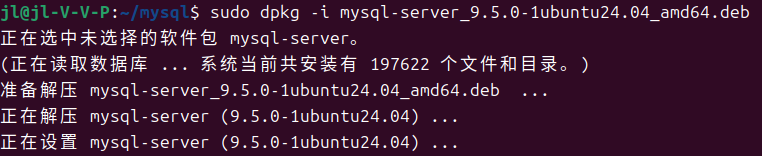 jl@jl-V-V-P:~/mysql$ sudo dpkg -i mysql-server_9.5.0-1ubuntu24.04_amd64.deb
正在选中未选择的软件包 mysql-server。
(正在读取数据库 ... 系统当前共安装有 197622 个文件和目录。)
准备解压 mysql-server_9.5.0-1ubuntu24.04_amd64.deb  ...
正在解压 mysql-server (9.5.0-1ubuntu24.04) ...
正在设置 mysql-server (9.5.0-1ubuntu24.04) ...